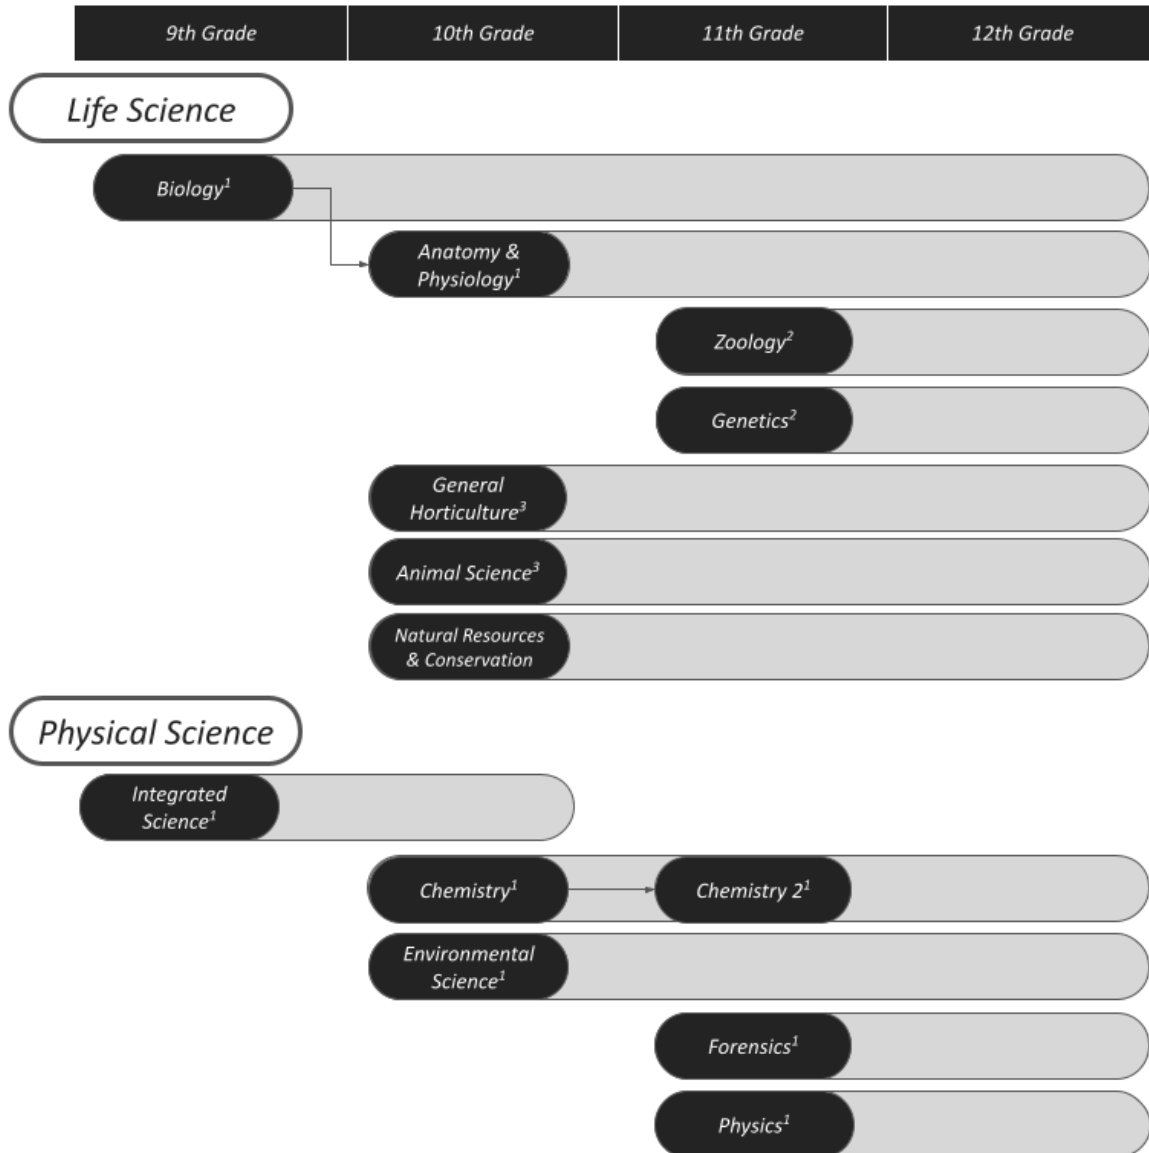 9th Grade 10th Grade 11th Grade 12th Grade
Life Science
Biology¹
Anatomy &
Physiology¹
Zoology²
Genetics²
General
Horticulture³
Animal Science³
Natural Resources
& Conservation
Physical Science
Integrated
Science¹
Chemistry¹ Chemistry 2¹
Environmental
Science¹
Forensics¹
Physics¹